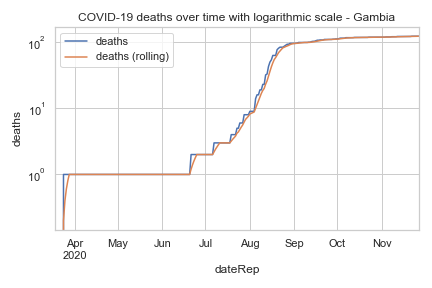 COVID-19 deaths over time with logarithmic scale - Gambia
deaths
deaths (rolling)
10²
10¹
10⁰
deaths
Apr
2020
May
Jun
Jul
Aug
Sep
Oct
Nov
dateRep